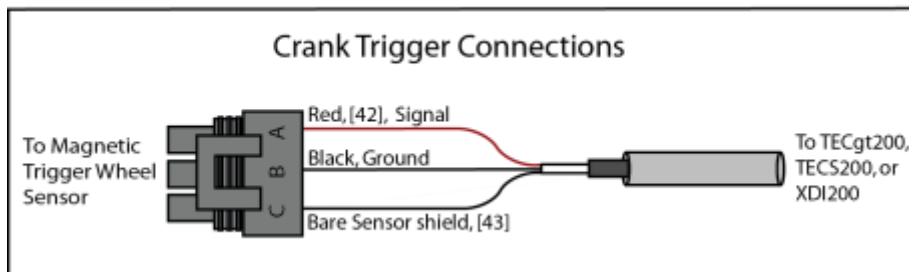 Crank Trigger Connections
Red, [42], Signal
A
To Magnetic
Trigger Wheel
Sensor
Black, Ground
B
C
Bare Sensor shield, [43]
To TECgt200,
TECS200, or
XDI200